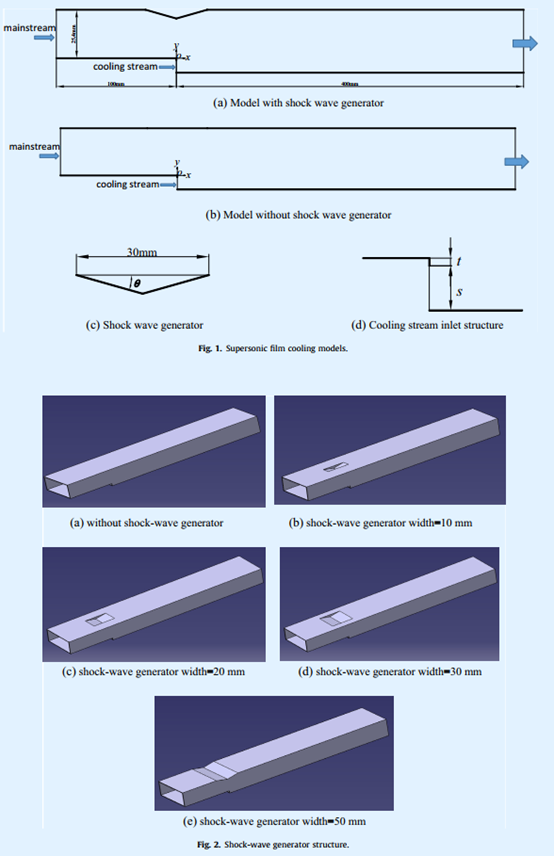 mainstream
25.4mm
y
o x
cooling stream
100mm
400mm
(a) Model with shock wave generator
mainstream
y
o x
cooling stream
(b) Model without shock wave generator
30mm
θ
t
s
(c) Shock wave generator
(d) Cooling stream inlet structure
Fig. 1. Supersonic film cooling models.
(a) without shock-wave generator
(b) shock-wave generator width=10 mm
(c) shock-wave generator width=20 mm
(d) shock-wave generator width=30 mm
(e) shock-wave generator width=50 mm
Fig. 2. Shock-wave generator structure.